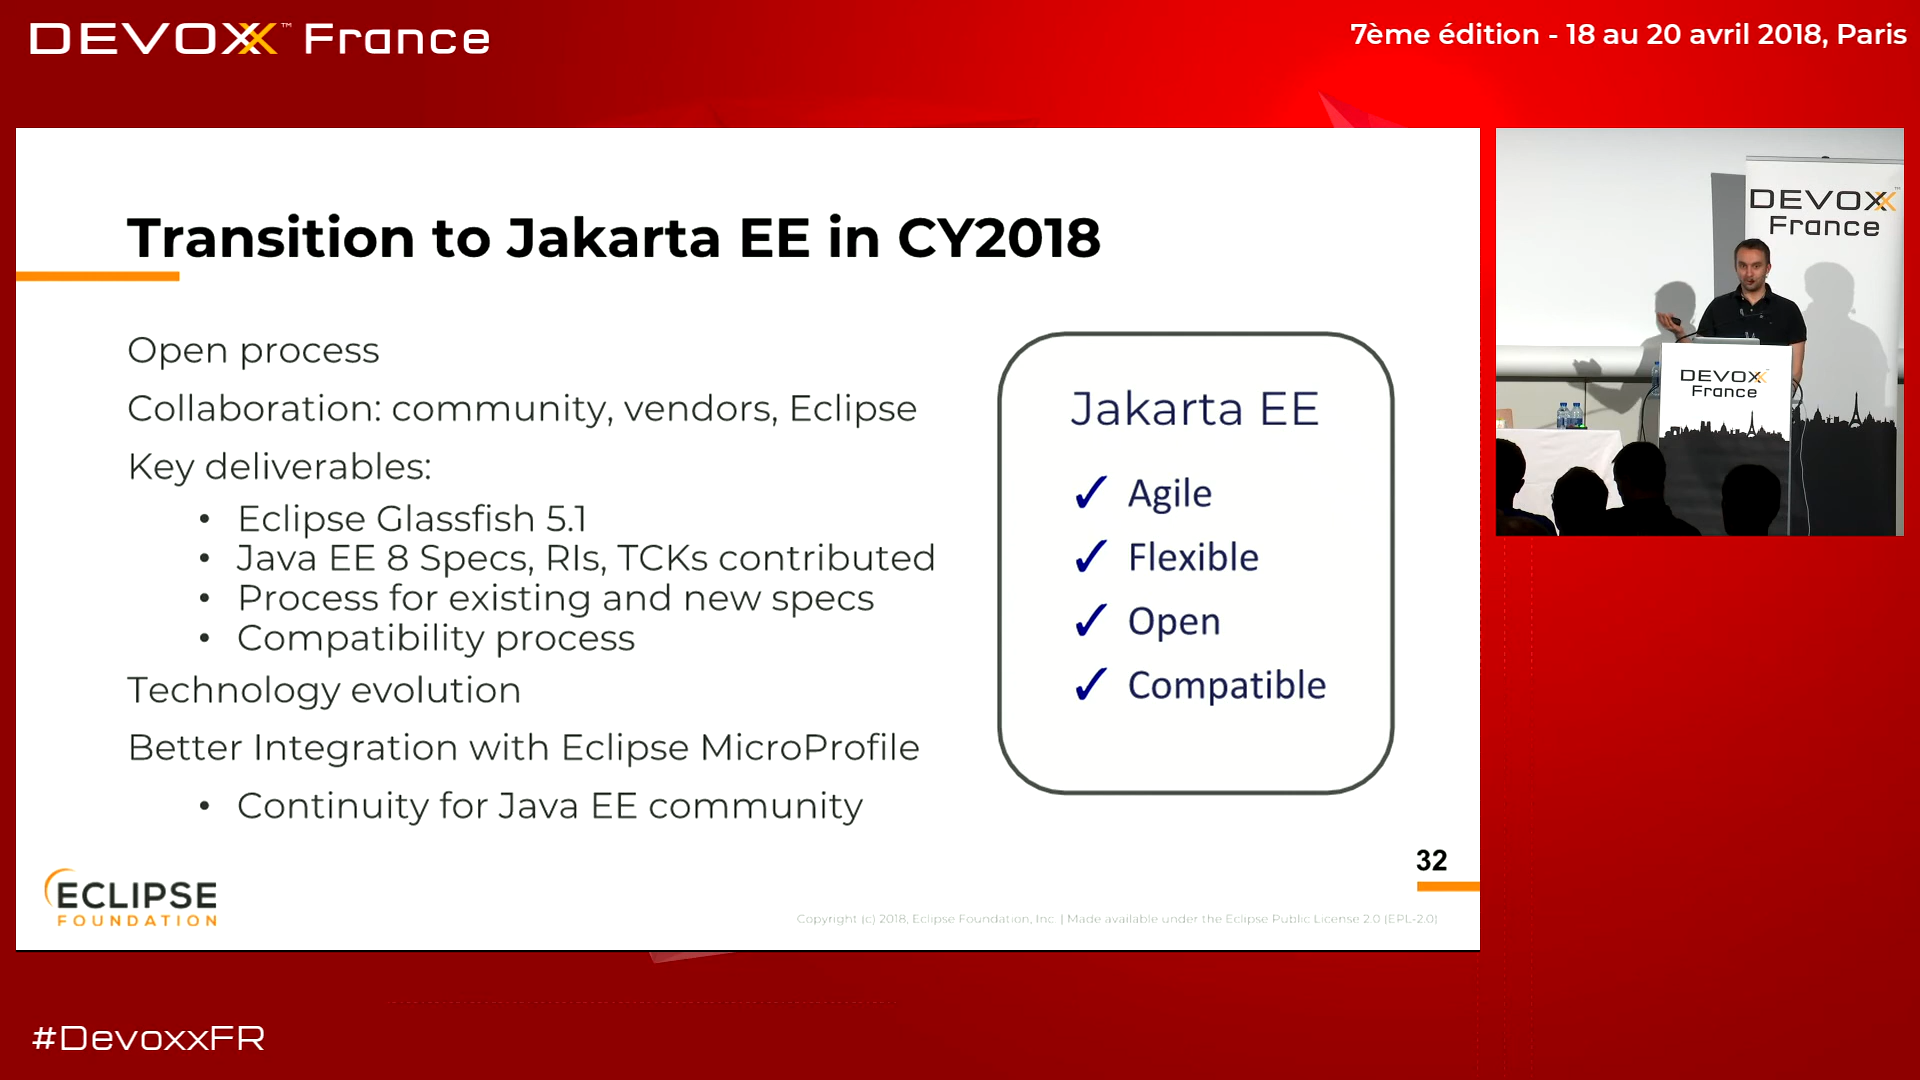 DEVOXX™ France
7ème édition - 18 au 20 avril 2018, Paris
Transition to Jakarta EE in CY2018
Open process
Collaboration: community, vendors, Eclipse
Key deliverables:
• Eclipse Glassfish 5.1
• Java EE 8 Specs, RIs, TCKs contributed
• Process for existing and new specs
• Compatibility process
Technology evolution
Better Integration with Eclipse MicroProfile
• Continuity for Java EE community
Jakarta EE
✓ Agile
✓ Flexible
✓ Open
✓ Compatible
32
ECLIPSE
FOUNDATION
Copyright (c) 2018, Eclipse Foundation, Inc. | Made available under the Eclipse Public License 2.0 (EPL-2.0)
DEVOXX™
France
DEVOXX
France
#DevoxxFR